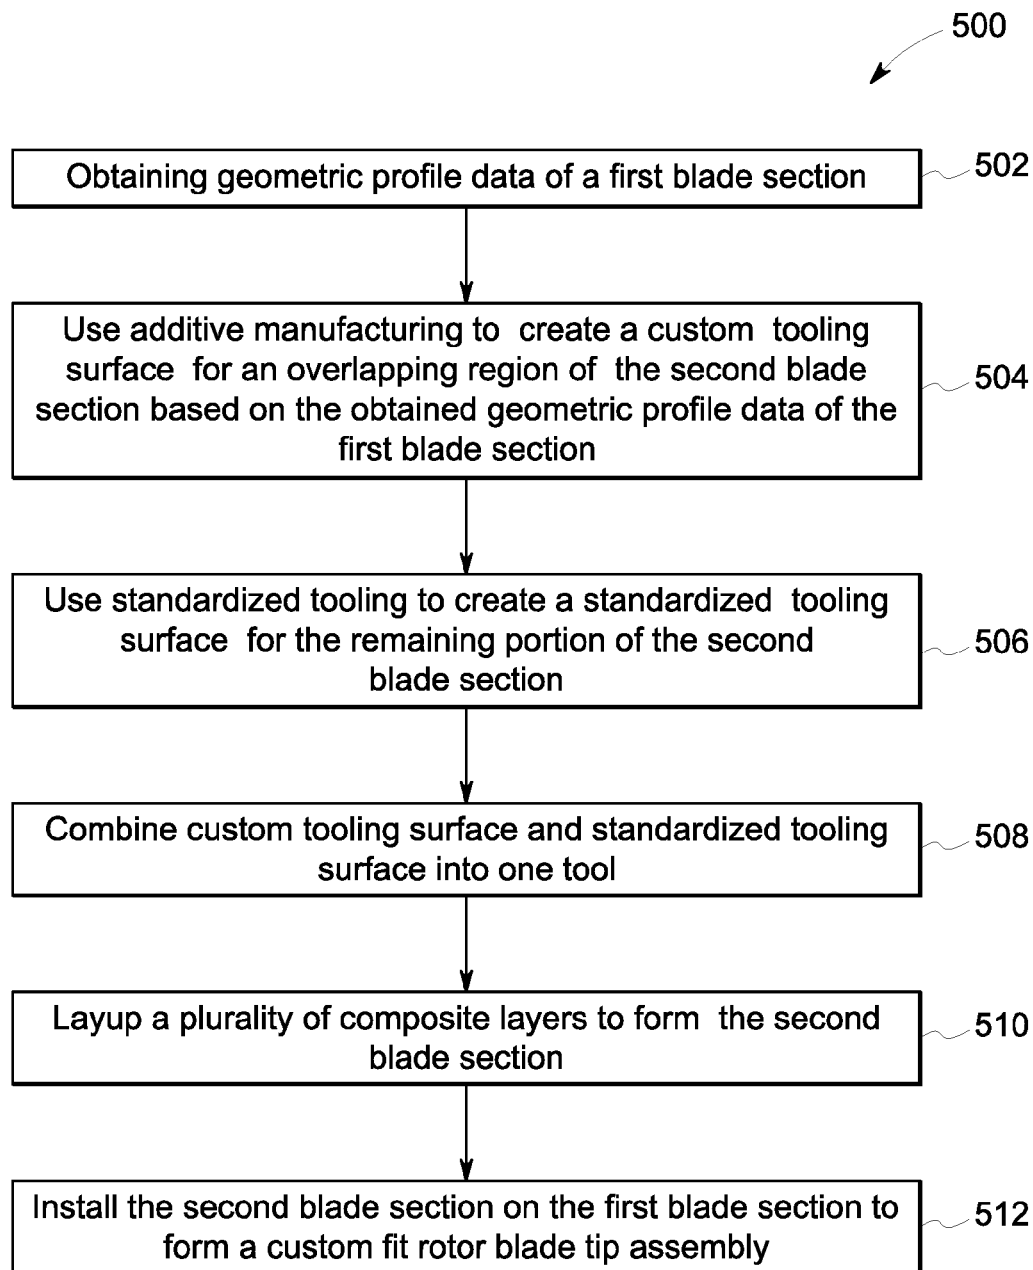 500
Obtaining geometric profile data of a first blade section
502
Use additive manufacturing to create a custom tooling
surface for an overlapping region of the second blade
section based on the obtained geometric profile data of the
first blade section
504
Use standardized tooling to create a standardized tooling
surface for the remaining portion of the second
blade section
506
Combine custom tooling surface and standardized tooling
surface into one tool
508
Layup a plurality of composite layers to form the second
blade section
510
Install the second blade section on the first blade section to
form a custom fit rotor blade tip assembly
512